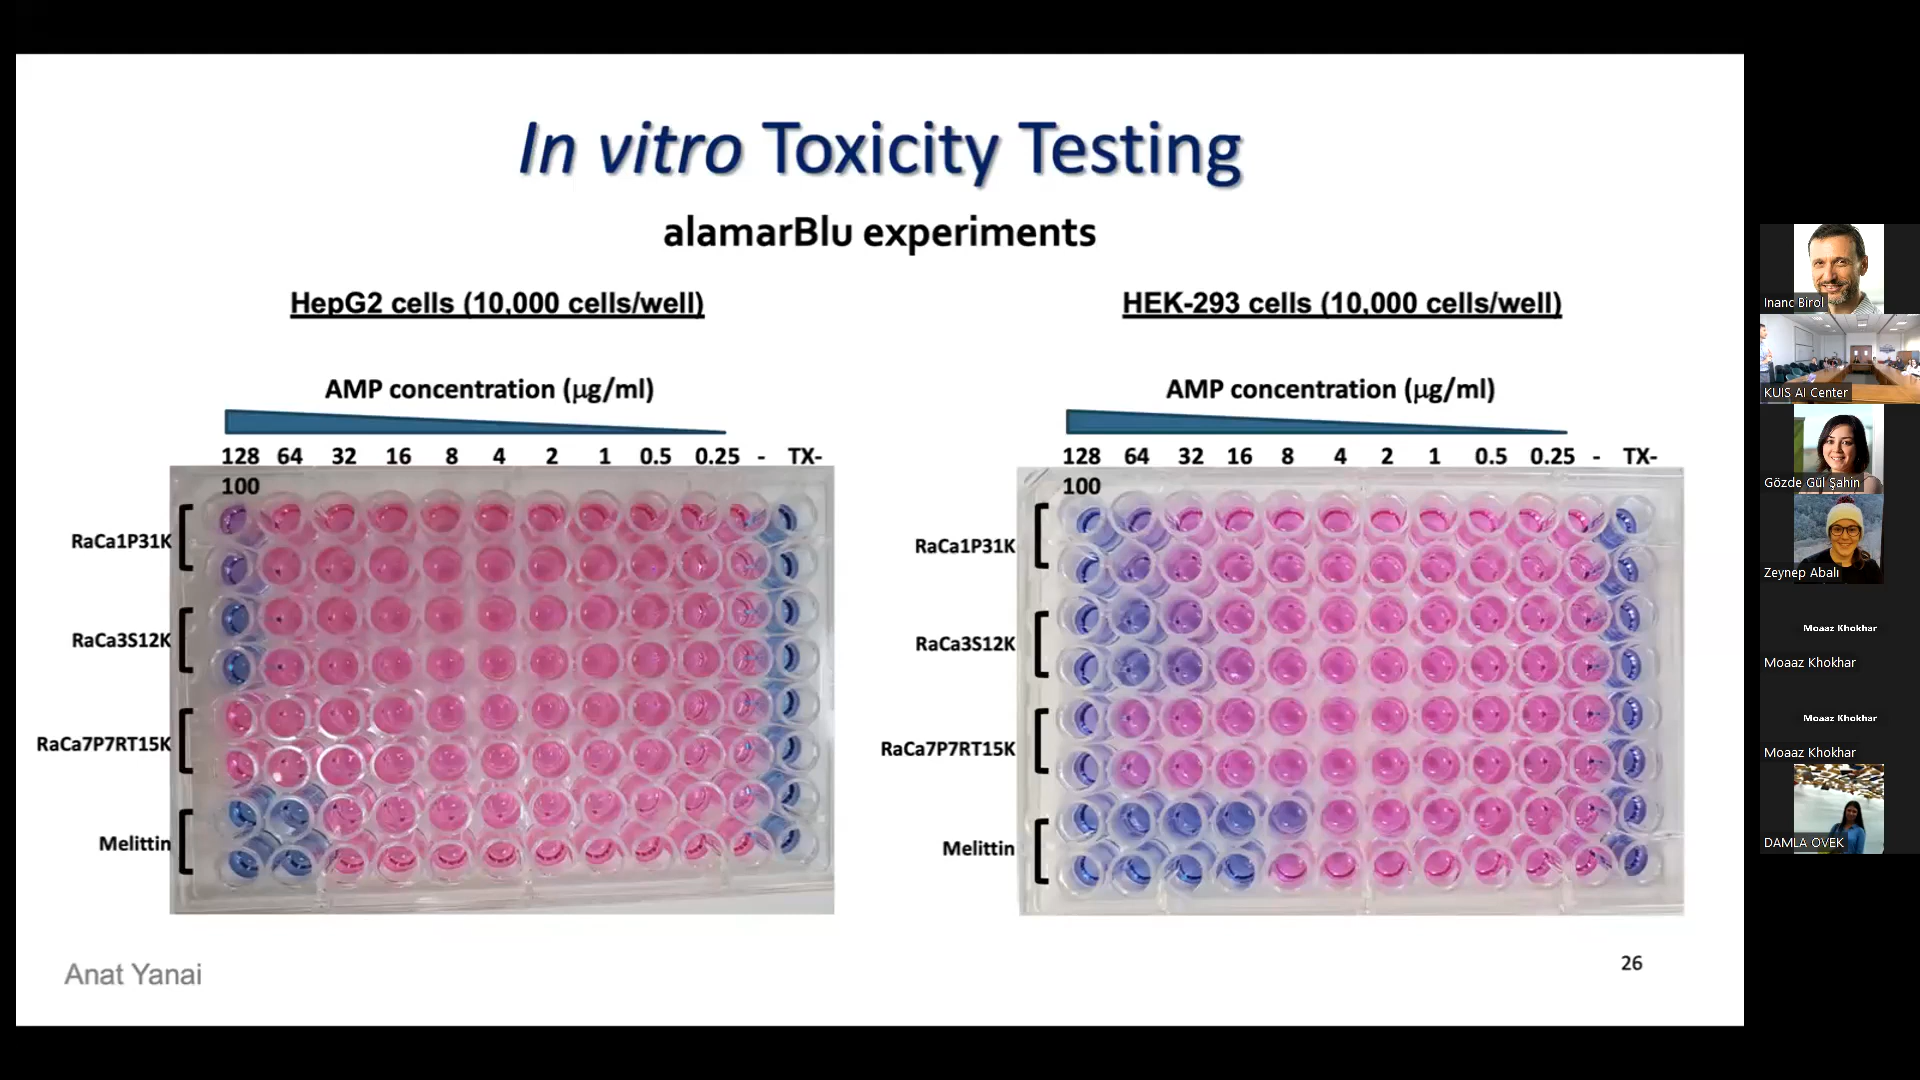 In vitro Toxicity Testing
alamarBlu experiments
HepG2 cells (10,000 cells/well)
AMP concentration (µg/ml)
128 64 32 16 8 4 2 1 0.5 0.25 - TX-
100
RaCa1P31K
RaCa3S12K
RaCa7P7RT15K
Melittin
HEK-293 cells (10,000 cells/well)
AMP concentration (µg/ml)
128 64 32 16 8 4 2 1 0.5 0.25 - TX-
100
RaCa1P31K
RaCa3S12K
RaCa7P7RT15K
Melittin
Anat Yanai
26
Inanc Birol
KUIS AI Center
Gözde Gül Şahin
Zeynep Abalı
Moaaz Khokhar
Moaaz Khokhar
Moaaz Khokhar
Moaaz Khokhar
DAMLA OVEK